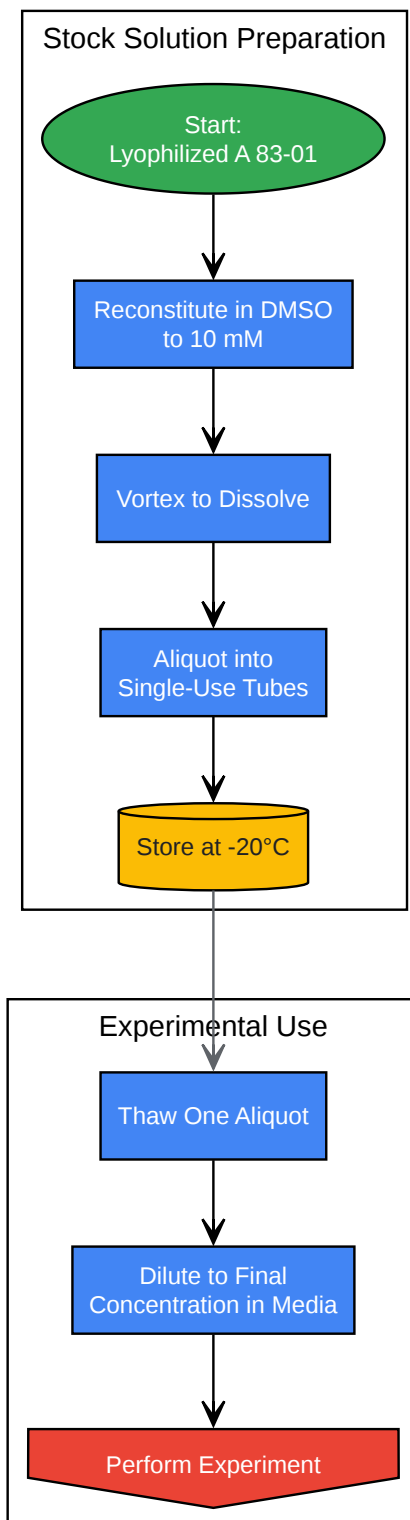 Stock Solution Preparation
Start:
Lyophilized A 83-01
Reconstitute in DMSO
to 10 mM
Vortex to Dissolve
Aliquot into
Single-Use Tubes
Store at -20°C
Experimental Use
Thaw One Aliquot
Dilute to Final
Concentration in Media
Perform Experiment